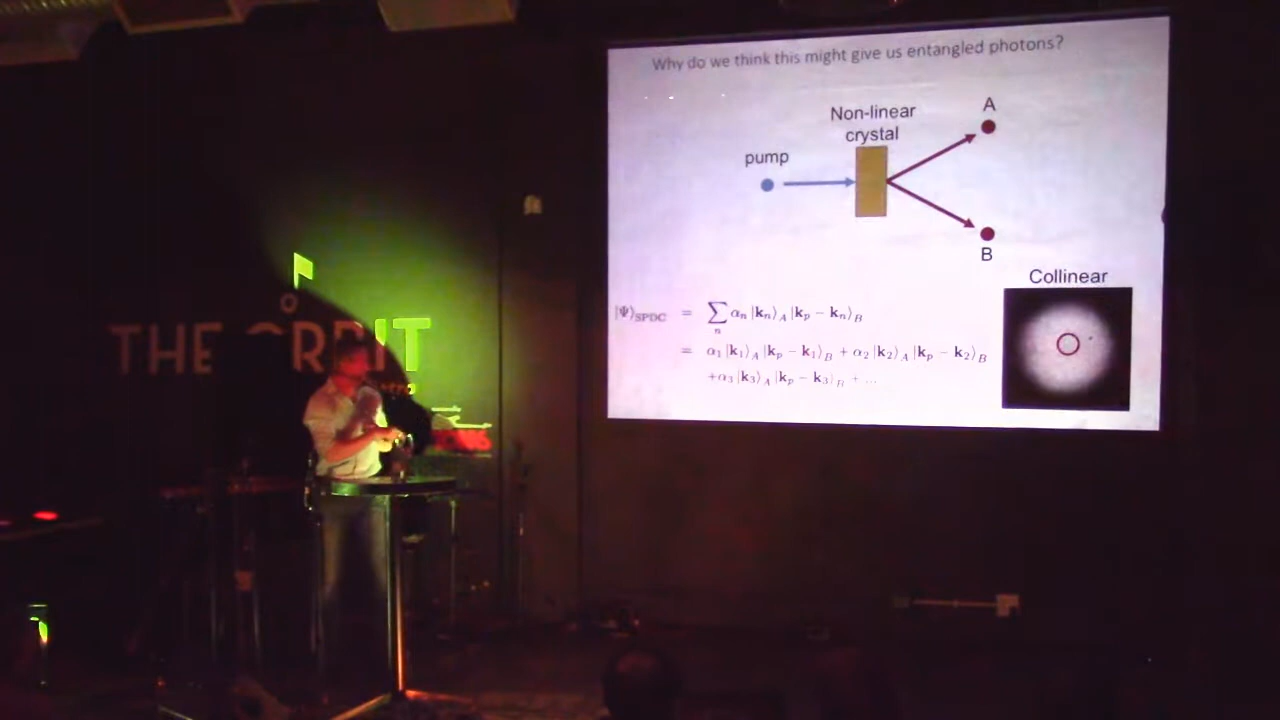 Why do we think this might give us entangled photons?
A
Non-linear
crystal
pump
B
Collinear
|Ψ⟩SPDC = ∑n αn |kn⟩A |kp − kn⟩B
= α1 |k1⟩A |kp − k1⟩B + α2 |k2⟩A |kp − k2⟩B
+α3 |k3⟩A |kp − k3⟩B + ...
THE ORBIT